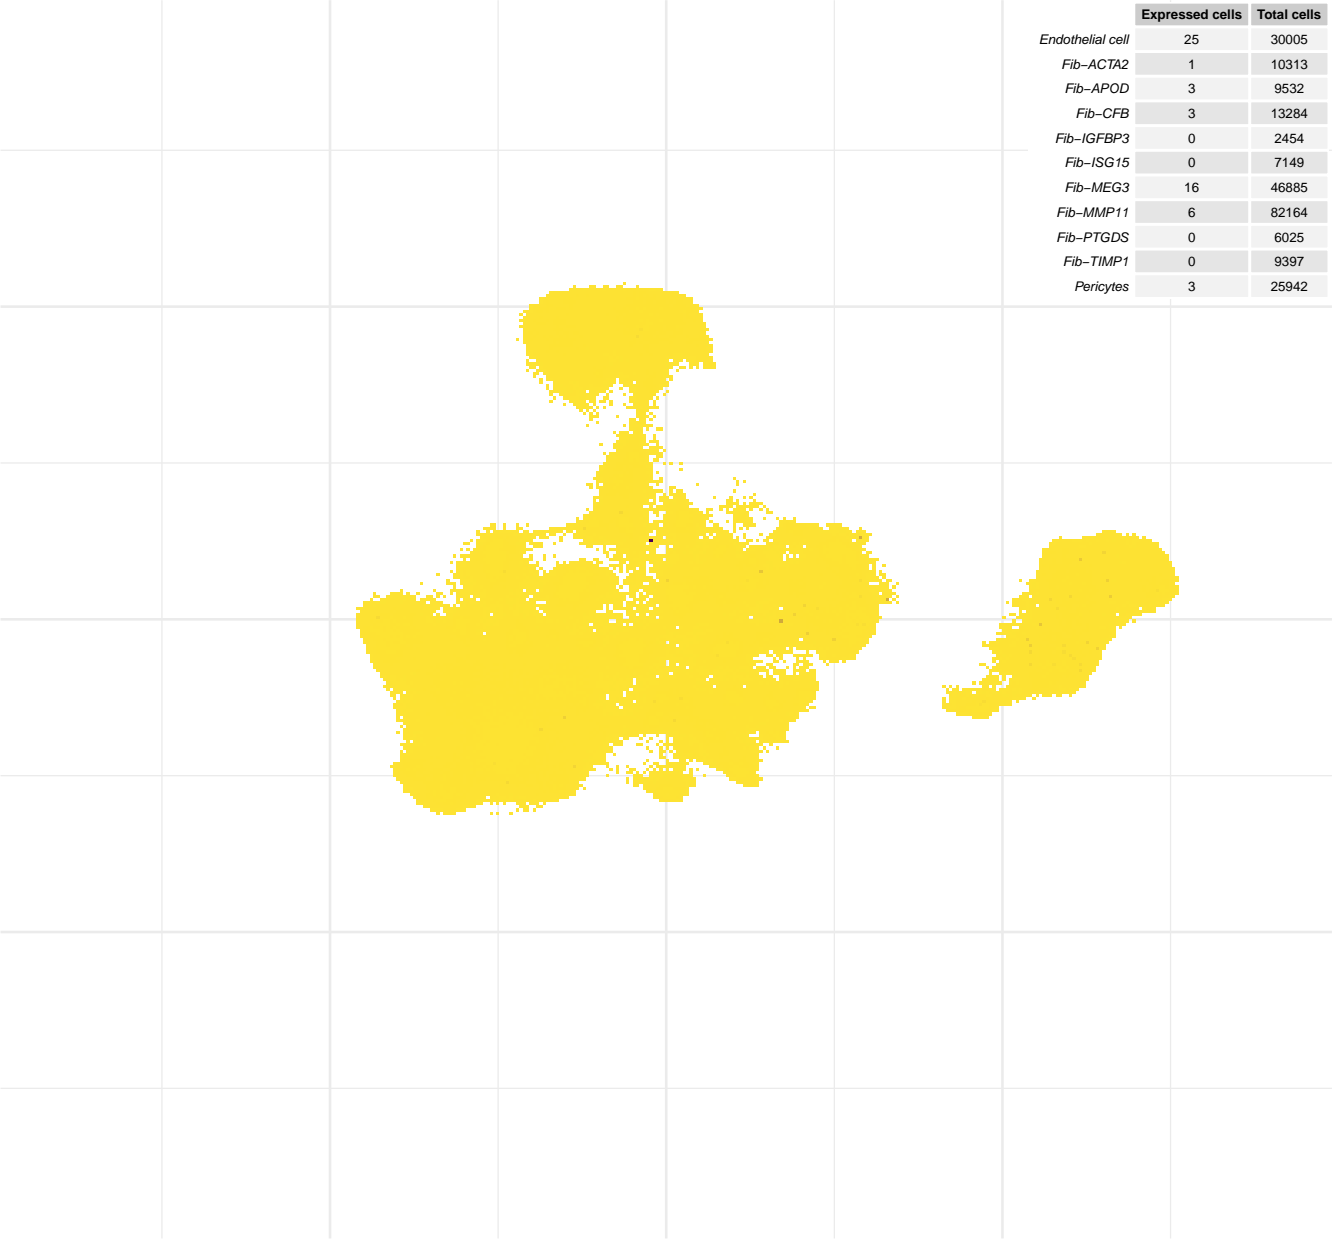 Expressed cells Total cells
Endothelial cell 25 30005
Fib−ACTA2 1 10313
Fib−APOD 3 9532
Fib−CFB 3 13284
Fib−IGFBP3 0 2454
Fib−ISG15 0 7149
Fib−MEG3 16 46885
Fib−MMP11 6 82164
Fib−PTGDS 0 6025
Fib−TIMP1 0 9397
Pericytes 3 25942